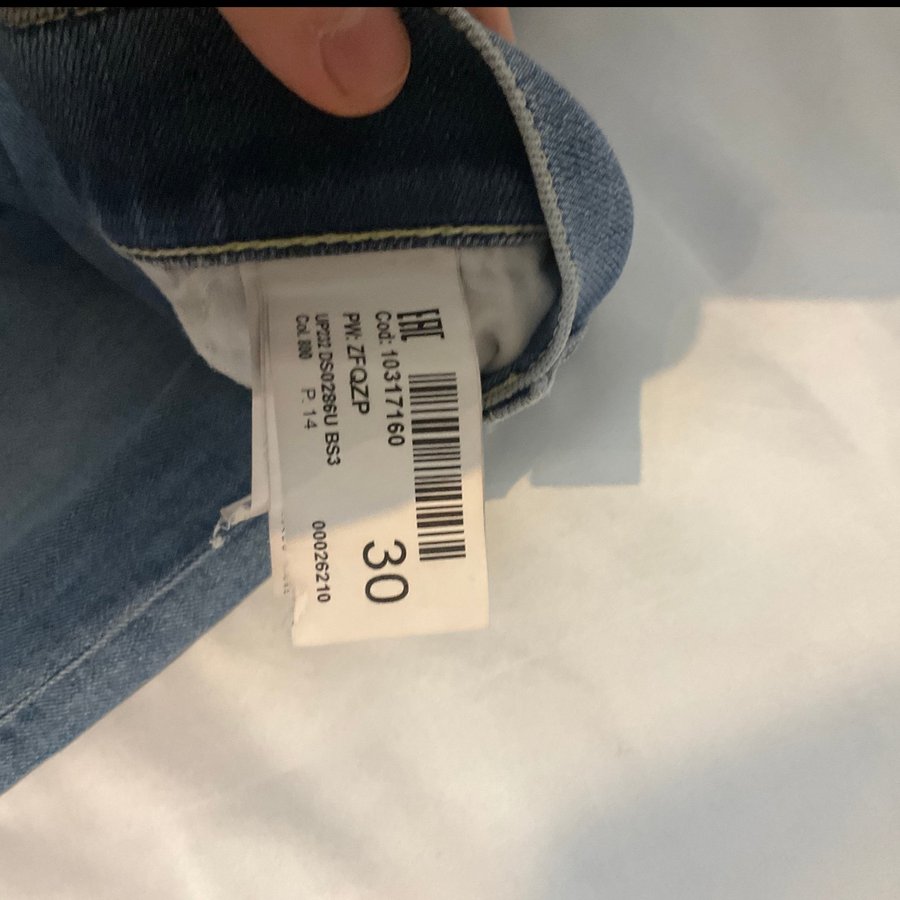 EAC
Cod: 10317160
PW: ZFQZP
30
UP232 DS0286U BS3
Col. 800 P. 14
00026210